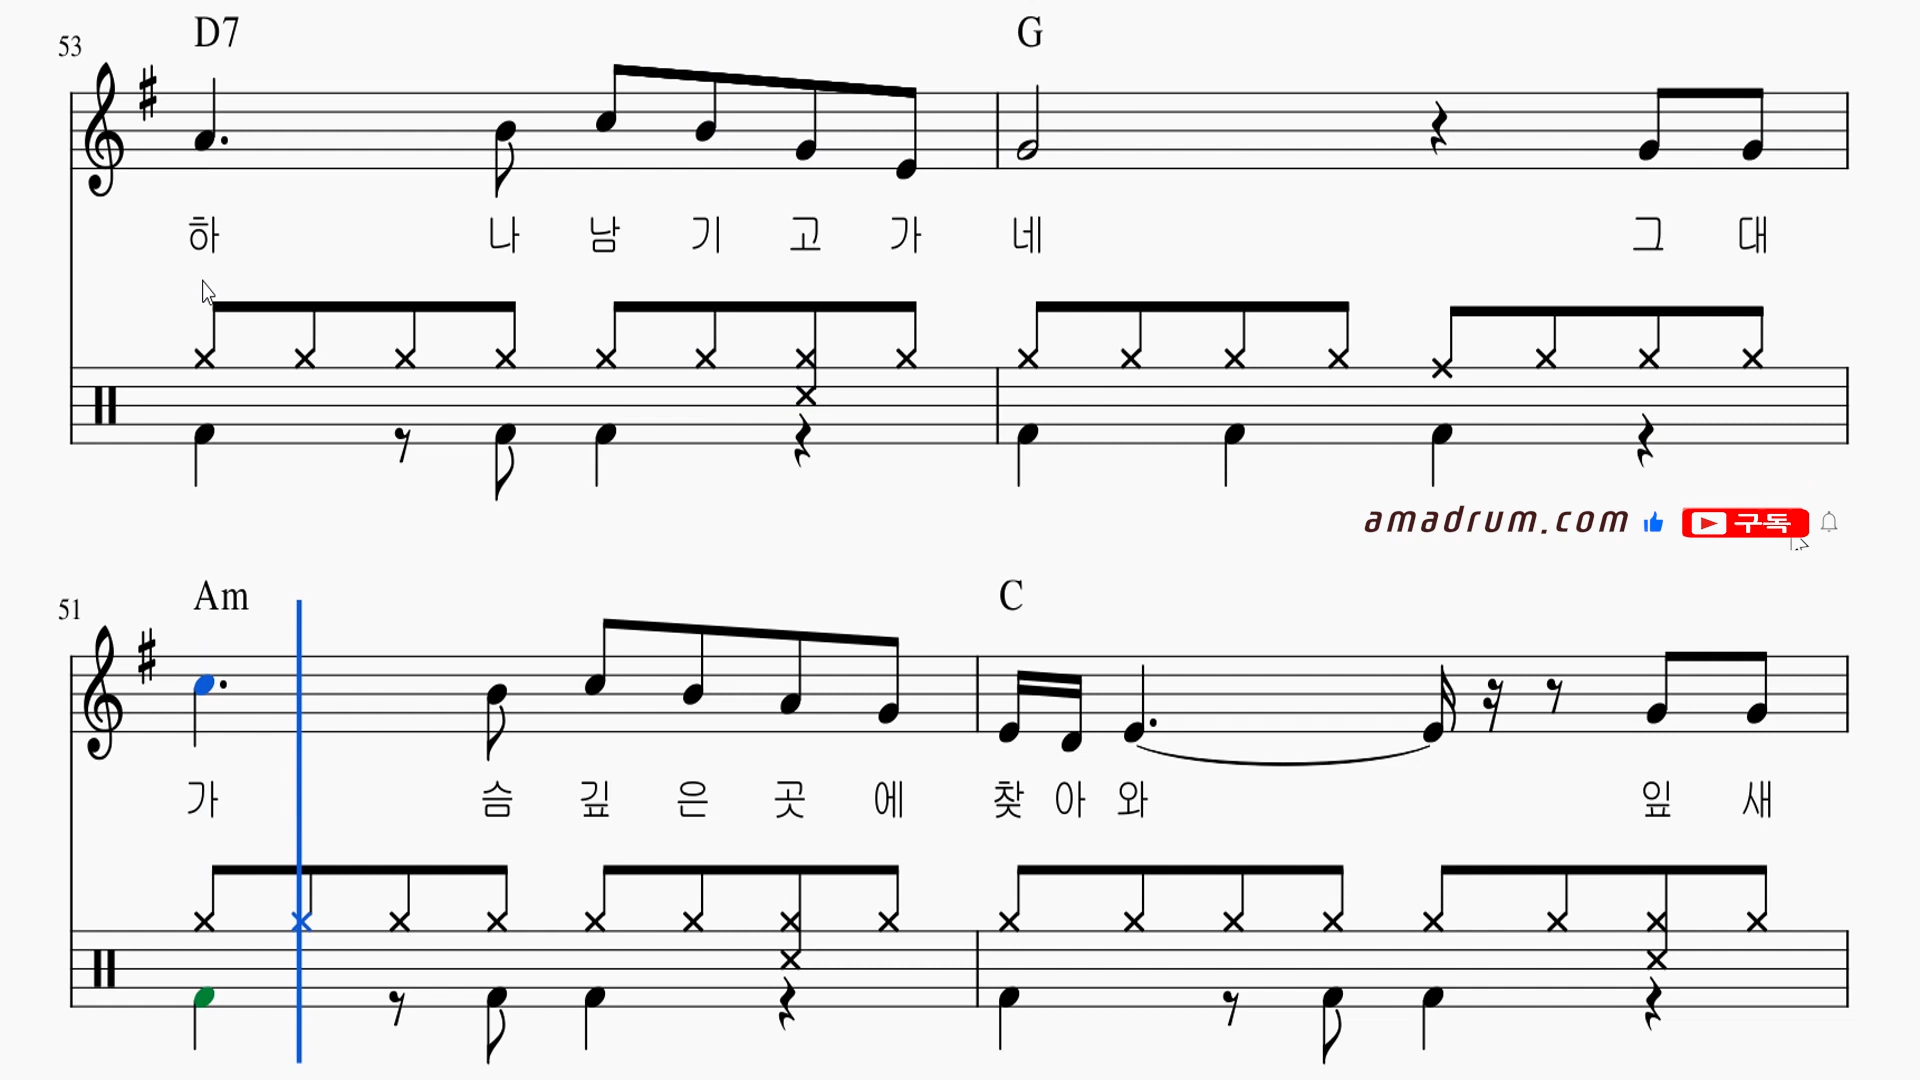 53 D7 G
하 나 남 기 고 가 네 그 대
amadrum.com 구독
51 Am C
가 슴 깊 은 곳 에 찾 아 와 잎 새